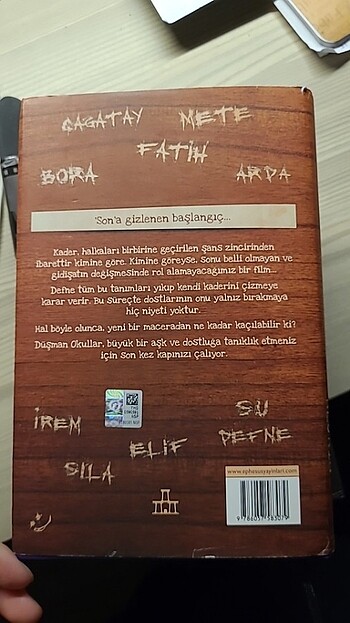 ÇAGATAY METE
FATİH
BORA ARDA
'Son'a gizlenen başlangıç...
Kader, halkaları birbirine geçirilen şans zincirinden
ibarettir kimine göre. Kimine göreyse. Sonu belli olmayan ve
gidişatın değişmesinde rol alamayacağımız bir film...
Defne tüm bu tanımları yıkıp kendi kaderini çizmeye
karar verir. Bu süreçte dostlarının onu yalnız bırakmaya
hiç niyeti yoktur.
Hal böyle olunca, yeni bir maceradan ne kadar kaçılabilir ki?
Düşman Okullar, büyük bir aşk ve dostluğa tanıklık etmeniz
için son kez kapınızı çalıyor.
İREM SU
ELİF DEFNE
SILA
www.ephesusyayinlari.com